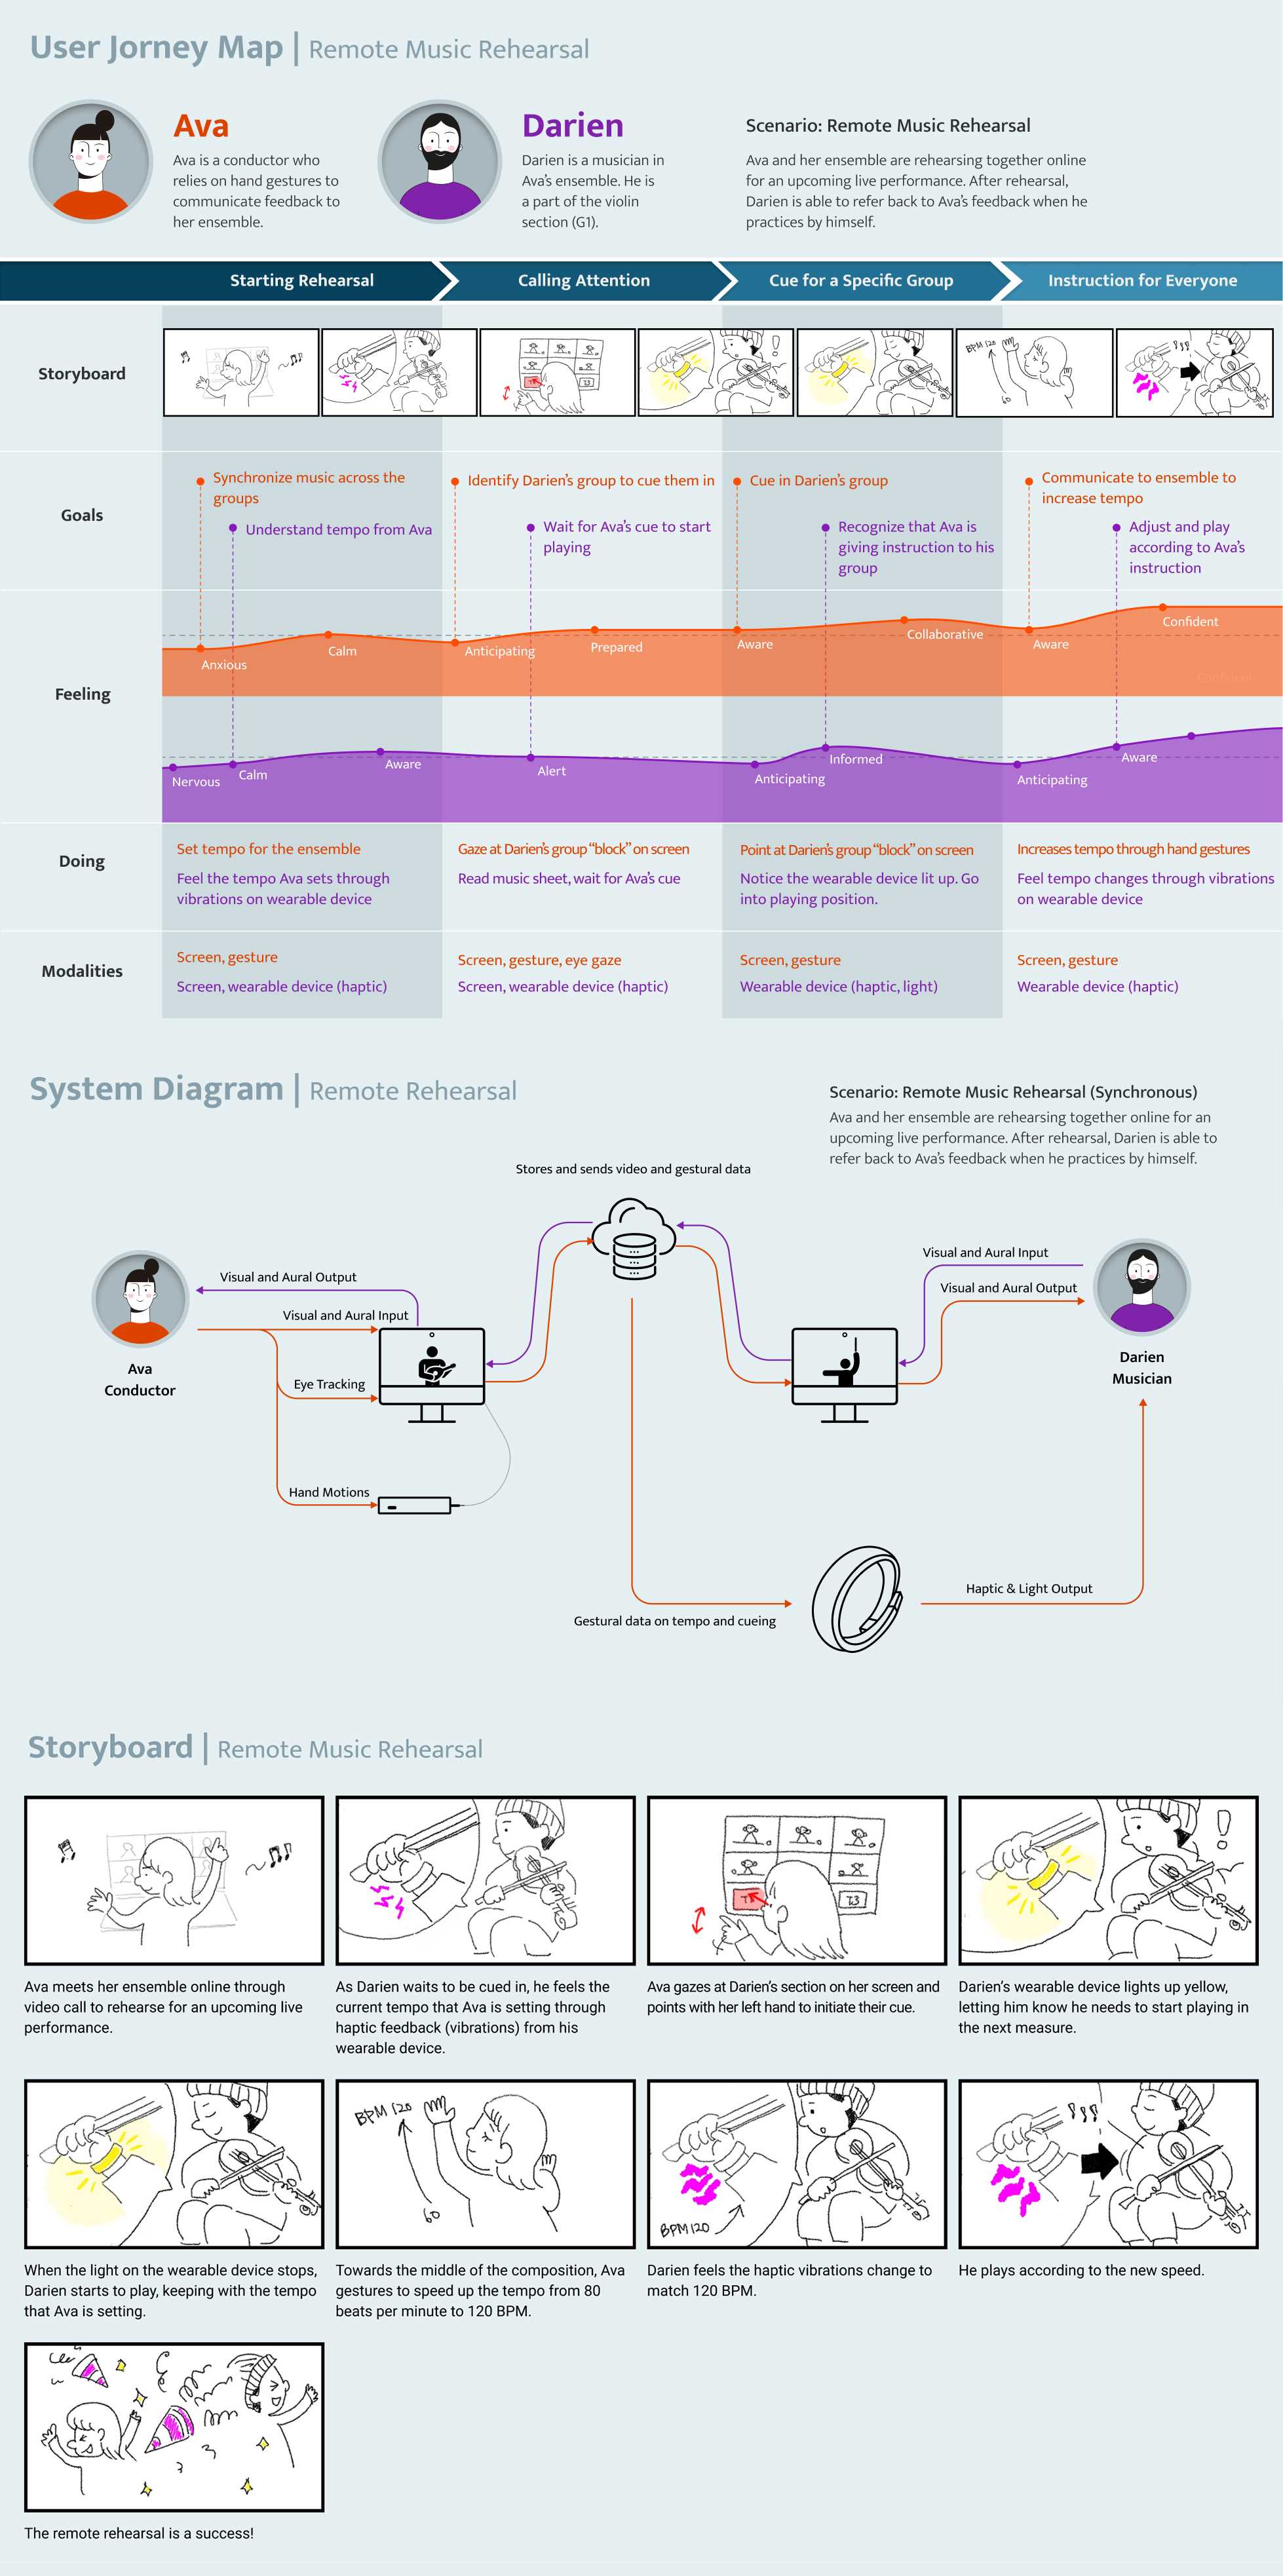 User Jorney Map | Remote Music Rehearsal
Ava
Ava is a conductor who
relies on hand gestures to
communicate feedback to
her ensemble.
Darien
Darien is a musician in
Ava's ensemble. He is
a part of the violin
section (G1).
Scenario: Remote Music Rehearsal
Ava and her ensemble are rehearsing together online
for an upcoming live performance. After rehearsal,
Darien is able to refer back to Ava's feedback when he
practices by himself.
Starting Rehearsal
Calling Attention
Cue for a Specific Group
Instruction for Everyone
Storyboard
BPM 120
60
Goals
Synchronize music across the
groups
Understand tempo from Ava
Identify Darien's group to cue them in
Wait for Ava's cue to start
playing
Cue in Darien's group
Recognize that Ava is
giving instruction to his
group
Communicate to ensemble to
increase tempo
Adjust and play
according to Ava's
instruction
Feeling
Anxious
Calm
Anticipating
Prepared
Aware
Collaborative
Aware
Confident
Confident
Nervous
Calm
Aware
Alert
Anticipating
Informed
Anticipating
Aware
Doing
Set tempo for the ensemble
Feel the tempo Ava sets through
vibrations on wearable device
Gaze at Darien's group "block" on screen
Read music sheet, wait for Ava's cue
Point at Darien's group "block" on screen
Notice the wearable device lit up. Go
into playing position.
Increases tempo through hand gestures
Feel tempo changes through vibrations
on wearable device
Modalities
Screen, gesture
Screen, wearable device (haptic)
Screen, gesture, eye gaze
Screen, wearable device (haptic)
Screen, gesture
Wearable device (haptic, light)
Screen, gesture
Wearable device (haptic)
System Diagram | Remote Rehearsal
Scenario: Remote Music Rehearsal (Synchronous)
Ava and her ensemble are rehearsing together online for an
upcoming live performance. After rehearsal, Darien is able to
refer back to Ava's feedback when he practices by himself.
Stores and sends video and gestural data
Visual and Aural Output
Visual and Aural Input
Eye Tracking
Hand Motions
Ava
Conductor
Visual and Aural Input
Visual and Aural Output
Darien
Musician
Haptic & Light Output
Gestural data on tempo and cueing
Storyboard | Remote Music Rehearsal
Ava meets her ensemble online through
video call to rehearse for an upcoming live
performance.
As Darien waits to be cued in, he feels the
current tempo that Ava is setting through
haptic feedback (vibrations) from his
wearable device.
Ava gazes at Darien's section on her screen and
points with her left hand to initiate their cue.
Darien's wearable device lights up yellow,
letting him know he needs to start playing in
the next measure.
When the light on the wearable device stops,
Darien starts to play, keeping with the tempo
that Ava is setting.
BPM 120
60
Towards the middle of the composition, Ava
gestures to speed up the tempo from 80
beats per minute to 120 BPM.
BPM 120
Darien feels the haptic vibrations change to
match 120 BPM.
He plays according to the new speed.
The remote rehearsal is a success!